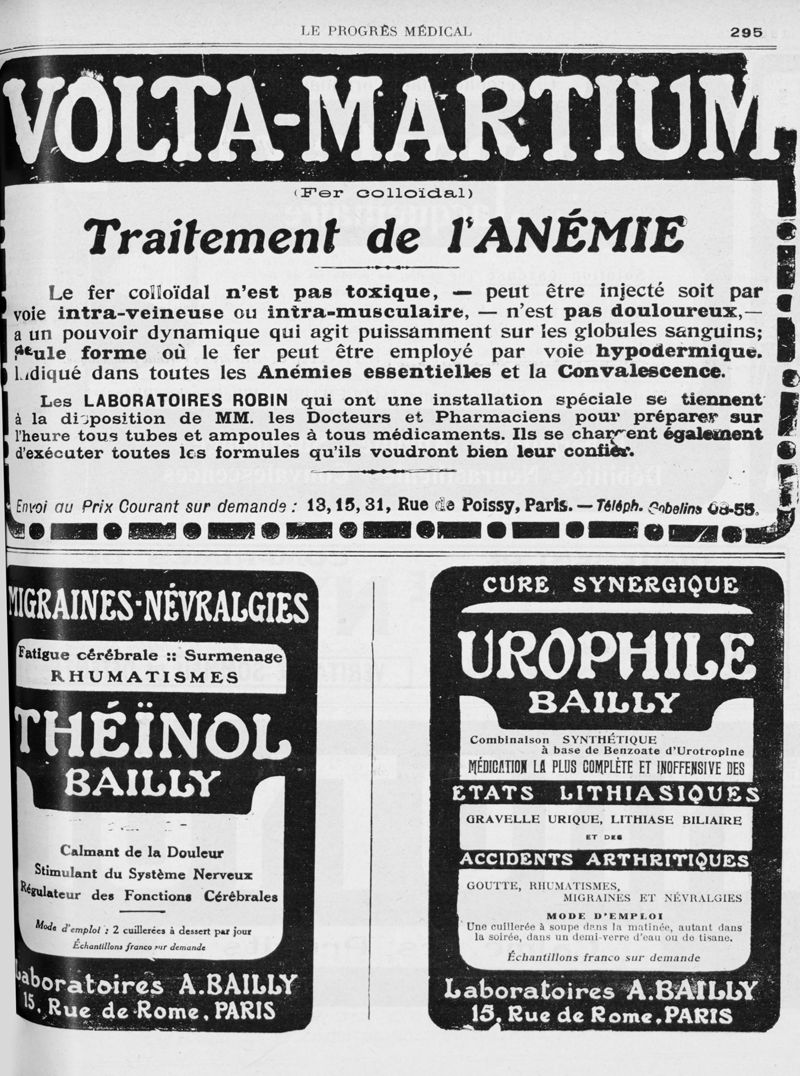 LE PROGRÈS MÉDICAL
295
VOLTA-MARTIUM
(Fer colloïdal)
Traitement de l'ANÉMIE
Le fer colloïdal n'est pas toxique, — peut être injecté soit par
voie intra-veineuse ou intra-musculaire, — n'est pas douloureux,—
a un pouvoir dynamique qui agit puissamment sur les globules sanguins;
Seule forme où le fer peut être employé par voie hypodermique.
Indiqué dans toutes les Anémies essentielles et la Convalescence.
Les LABORATOIRES ROBIN qui ont une installation spéciale se tiennent
à la disposition de MM. les Docteurs et Pharmaciens pour préparer sur
l'heure tous tubes et ampoules à tous médicaments. Ils se chargent également
d'exécuter toutes les formules qu'ils voudront bien leur confier.
Envoi au Prix Courant sur demande : 13, 15, 31, Rue de Poissy, Paris. — Téléph. Gobelins 03-55.
MIGRAINES-NÉVRALGIES
Fatigue cérébrale :: Surmenage
RHUMATISMES
THÉÏNOL
BAILLY
Calmant de la Douleur
Stimulant du Système Nerveux
Régulateur des Fonctions Cérébrales
Mode d'emploi : 2 cuillerées à dessert par jour
Échantillons franco sur demande
Laboratoires A.BAILLY
15, Rue de Rome, PARIS
CURE SYNERGIQUE
UROPHILE
BAILLY
Combinaison SYNTHÉTIQUE
à base de Benzoate d'Urotropine
MÉDICATION LA PLUS COMPLÈTE ET INOFFENSIVE DES
ETATS LITHIASIQUES
GRAVELLE URIQUE, LITHIASE BILIAIRE
ET DES
ACCIDENTS ARTHRITIQUES
GOUTTE, RHUMATISMES,
MIGRAINES ET NÉVRALGIES
MODE D'EMPLOI
Une cuillerée à soupe dans la matinée, autant dans
la soirée, dans un demi-verre d'eau ou de tisane.
Échantillons franco sur demande
Laboratoires A.BAILLY
15, Rue de Rome, PARIS